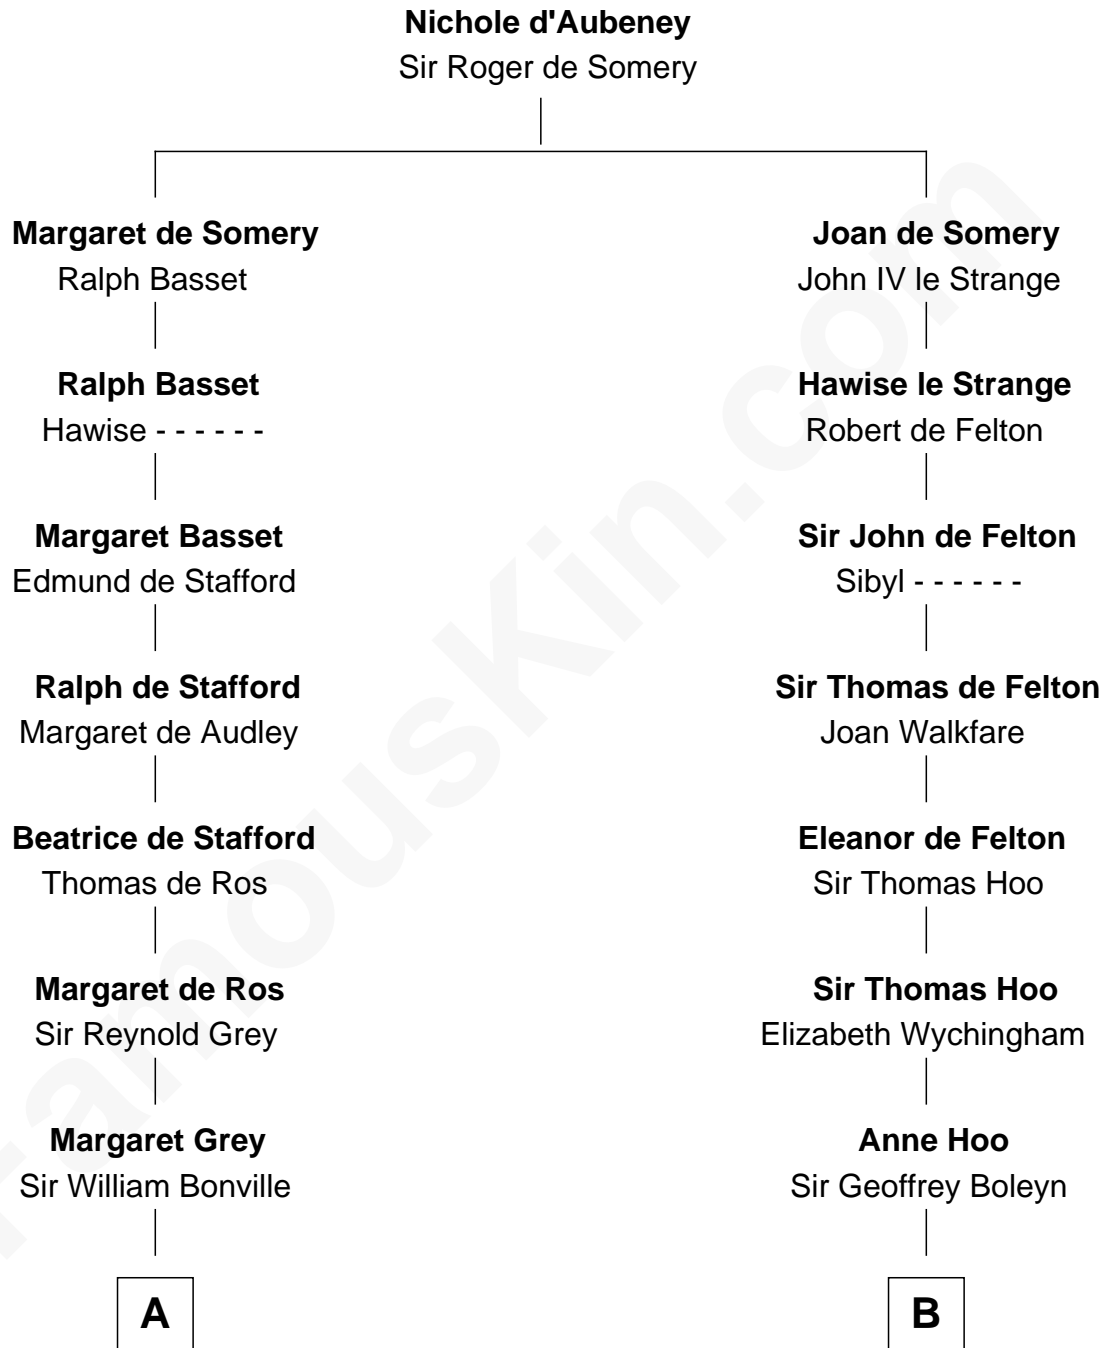 Nichole d'Aubeney
Sir Roger de Somery
Margaret de Somery
Ralph Basset
Joan de Somery
John IV le Strange
Ralph Basset
Hawise - - - - - -
Hawise le Strange
Robert de Felton
Margaret Basset
Edmund de Stafford
Sir John de Felton
Sibyl - - - - - -
Ralph de Stafford
Margaret de Audley
Sir Thomas de Felton
Joan Walkfare
Beatrice de Stafford
Thomas de Ros
Eleanor de Felton
Sir Thomas Hoo
Margaret de Ros
Sir Reynold Grey
Sir Thomas Hoo
Elizabeth Wychingham
Margaret Grey
Sir William Bonville
Anne Hoo
Sir Geoffrey Boleyn
A
B
FamousKin.com